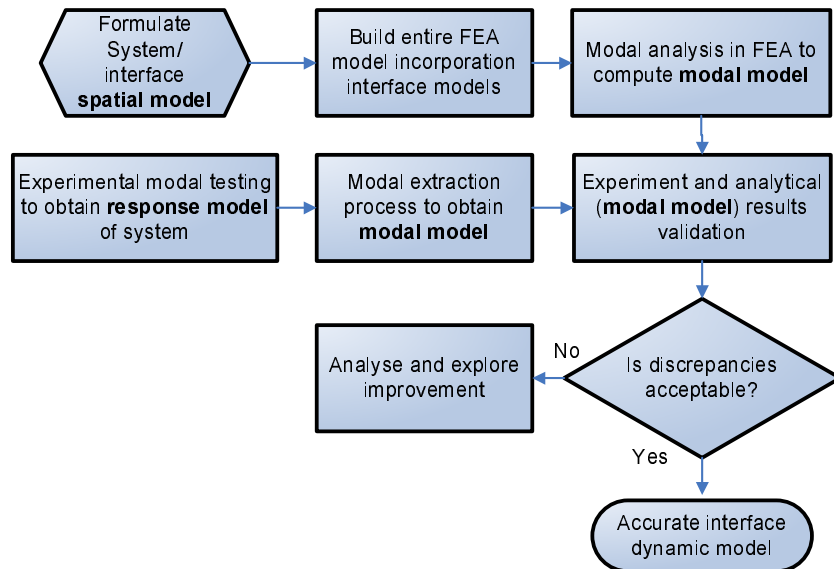 Formulate
System/
interface
spatial model
Build entire FEA
model incorporation
interface models
Modal analysis in FEA to
compute modal model
Experimental modal testing
to obtain response model
of system
Modal extraction
process to obtain
modal model
Experiment and analytical
(modal model) results
validation
Analyse and explore
improvement
No
Is discrepancies
acceptable?
Yes
Accurate interface
dynamic model